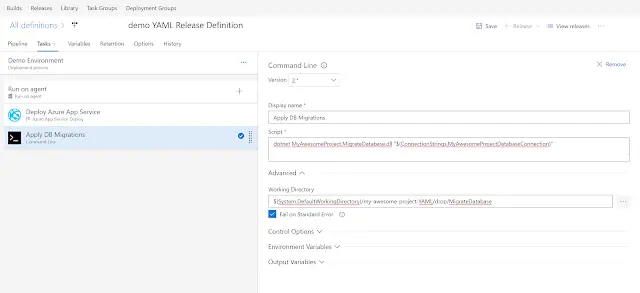 Builds Releases Library Task Groups Deployment Groups
All definitions › demo YAML Release Definition Save + Release View releases ...
Pipeline Tasks Variables Retention Options History
Demo Environment
Deployment process
...
Run on agent
Run on agent
+
Deploy Azure App Service
Azure App Service Deploy
Apply DB Migrations
Command Line
Command Line
Remove
Version 2.*
Display name *
Apply DB Migrations
Script *
dotnet MyAwesomeProject.MigrateDatabase.dll "$(ConnectionStrings.MyAwesomeProjectDatabaseConnection)"
Advanced
Working Directory
$(System.DefaultWorkingDirectory)/my-awesome-project-YAML/drop/MigrateDatabase
...
Fail on Standard Error
Control Options
Environment Variables
Output Variables